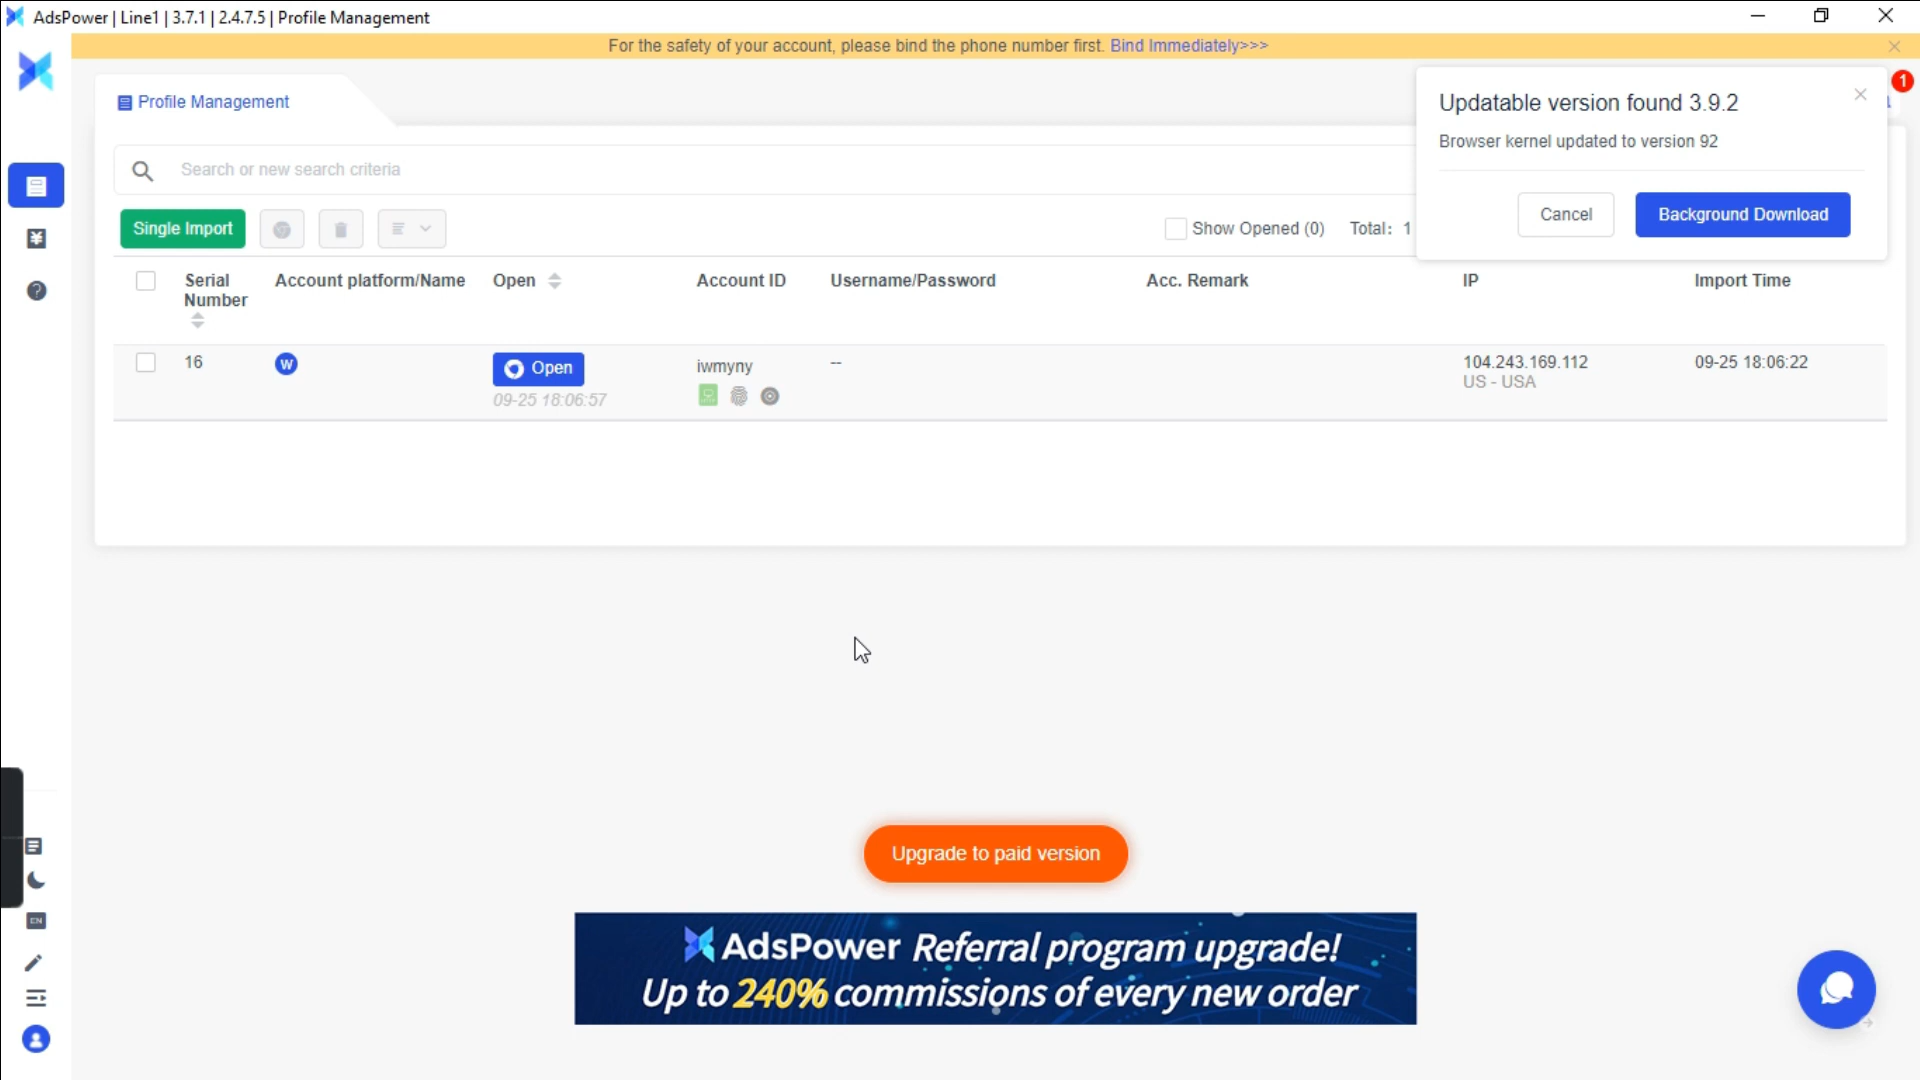 AdsPower | Line1 | 3.7.1 | 2.4.7.5 | Profile Management
For the safety of your account, please bind the phone number first. Bind Immediately>>>
Profile Management
1
Updatable version found 3.9.2
Browser kernel updated to version 92
Cancel
Background Download
Search or new search criteria
Single Import
Show Opened (0)
Total: 1
Serial
Number
Account platform/Name
Open
Account ID
Username/Password
Acc. Remark
IP
Import Time
16
W
Open
09-25 18:06:57
iwmyny
--
104.243.169.112
US - USA
09-25 18:06:22
Upgrade to paid version
EN
AdsPower Referral program upgrade!
Up to 240% commissions of every new order